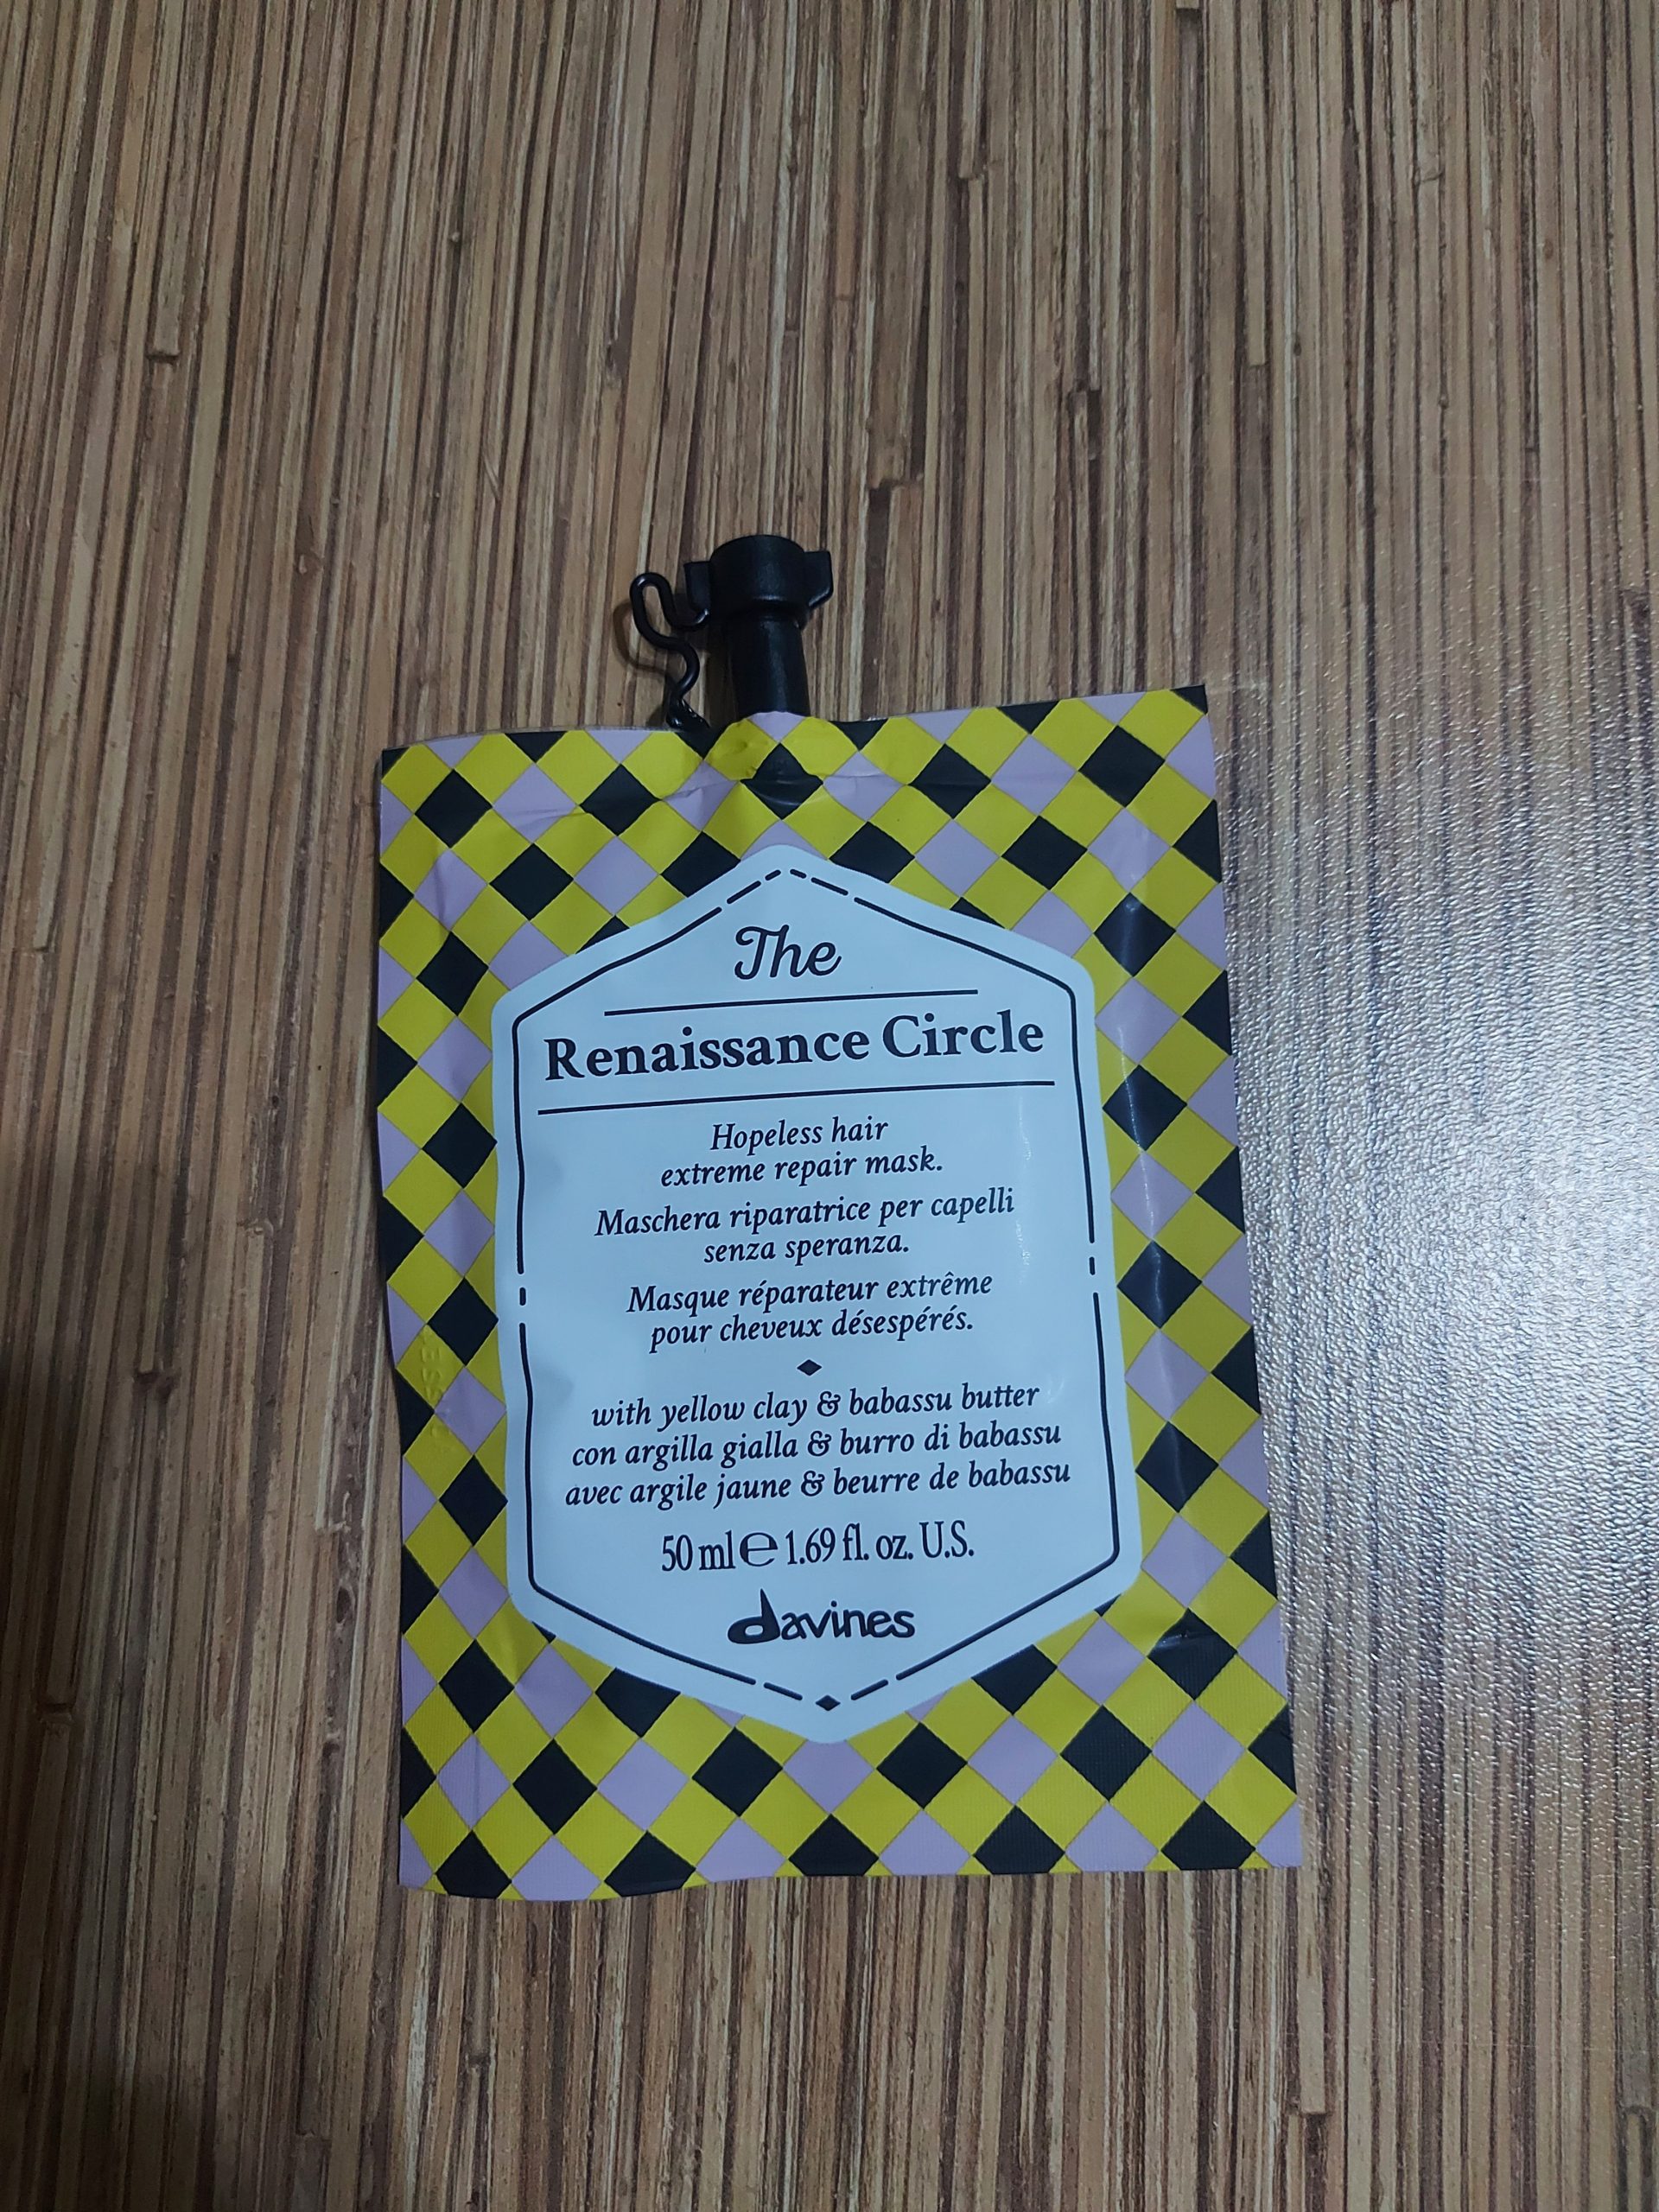 The
Renaissance Circle
Hopeless hair
extreme repair mask.
Maschera riparatrice per capelli
senza speranza.
Masque réparateur extrême
pour cheveux désespérés.
with yellow clay & babassu butter
con argilla gialla & burro di babassu
avec argile jaune & beurre de babassu
50 ml ℮ 1.69 fl. oz. U.S.
davines